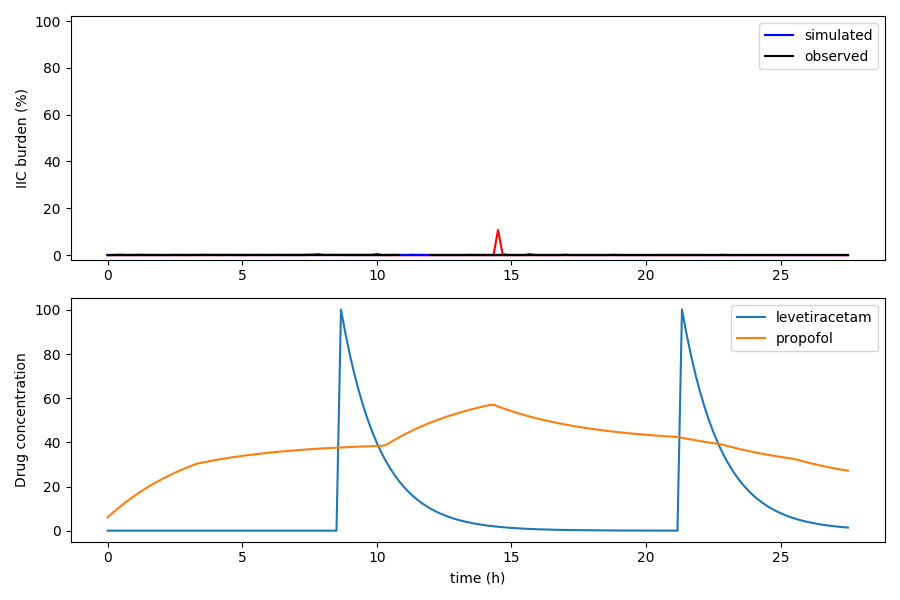 100
80
60
40
20
0
IIC burden (%)
simulated
observed
0 5 10 15 20 25
100
80
60
40
20
0
Drug concentration
levetiracetam
propofol
0 5 10 15 20 25
time (h)